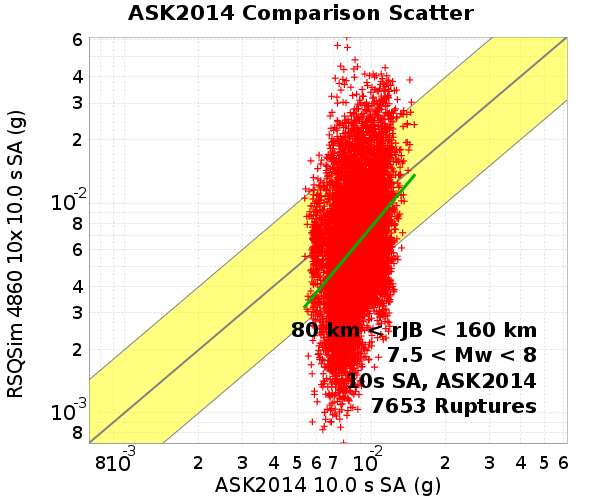 ASK2014 Comparison Scatter
RSQSim 4860 10x 10.0 s SA (g)
6
4
3
2
10-2
8
6
4
3
2
10-3
8
80 km < rJB < 160 km
7.5 < Mw < 8
10s SA, ASK2014
7653 Ruptures
8 10-3 2 3 4 5 6 7 10-2 2 3 4 5 6
ASK2014 10.0 s SA (g)